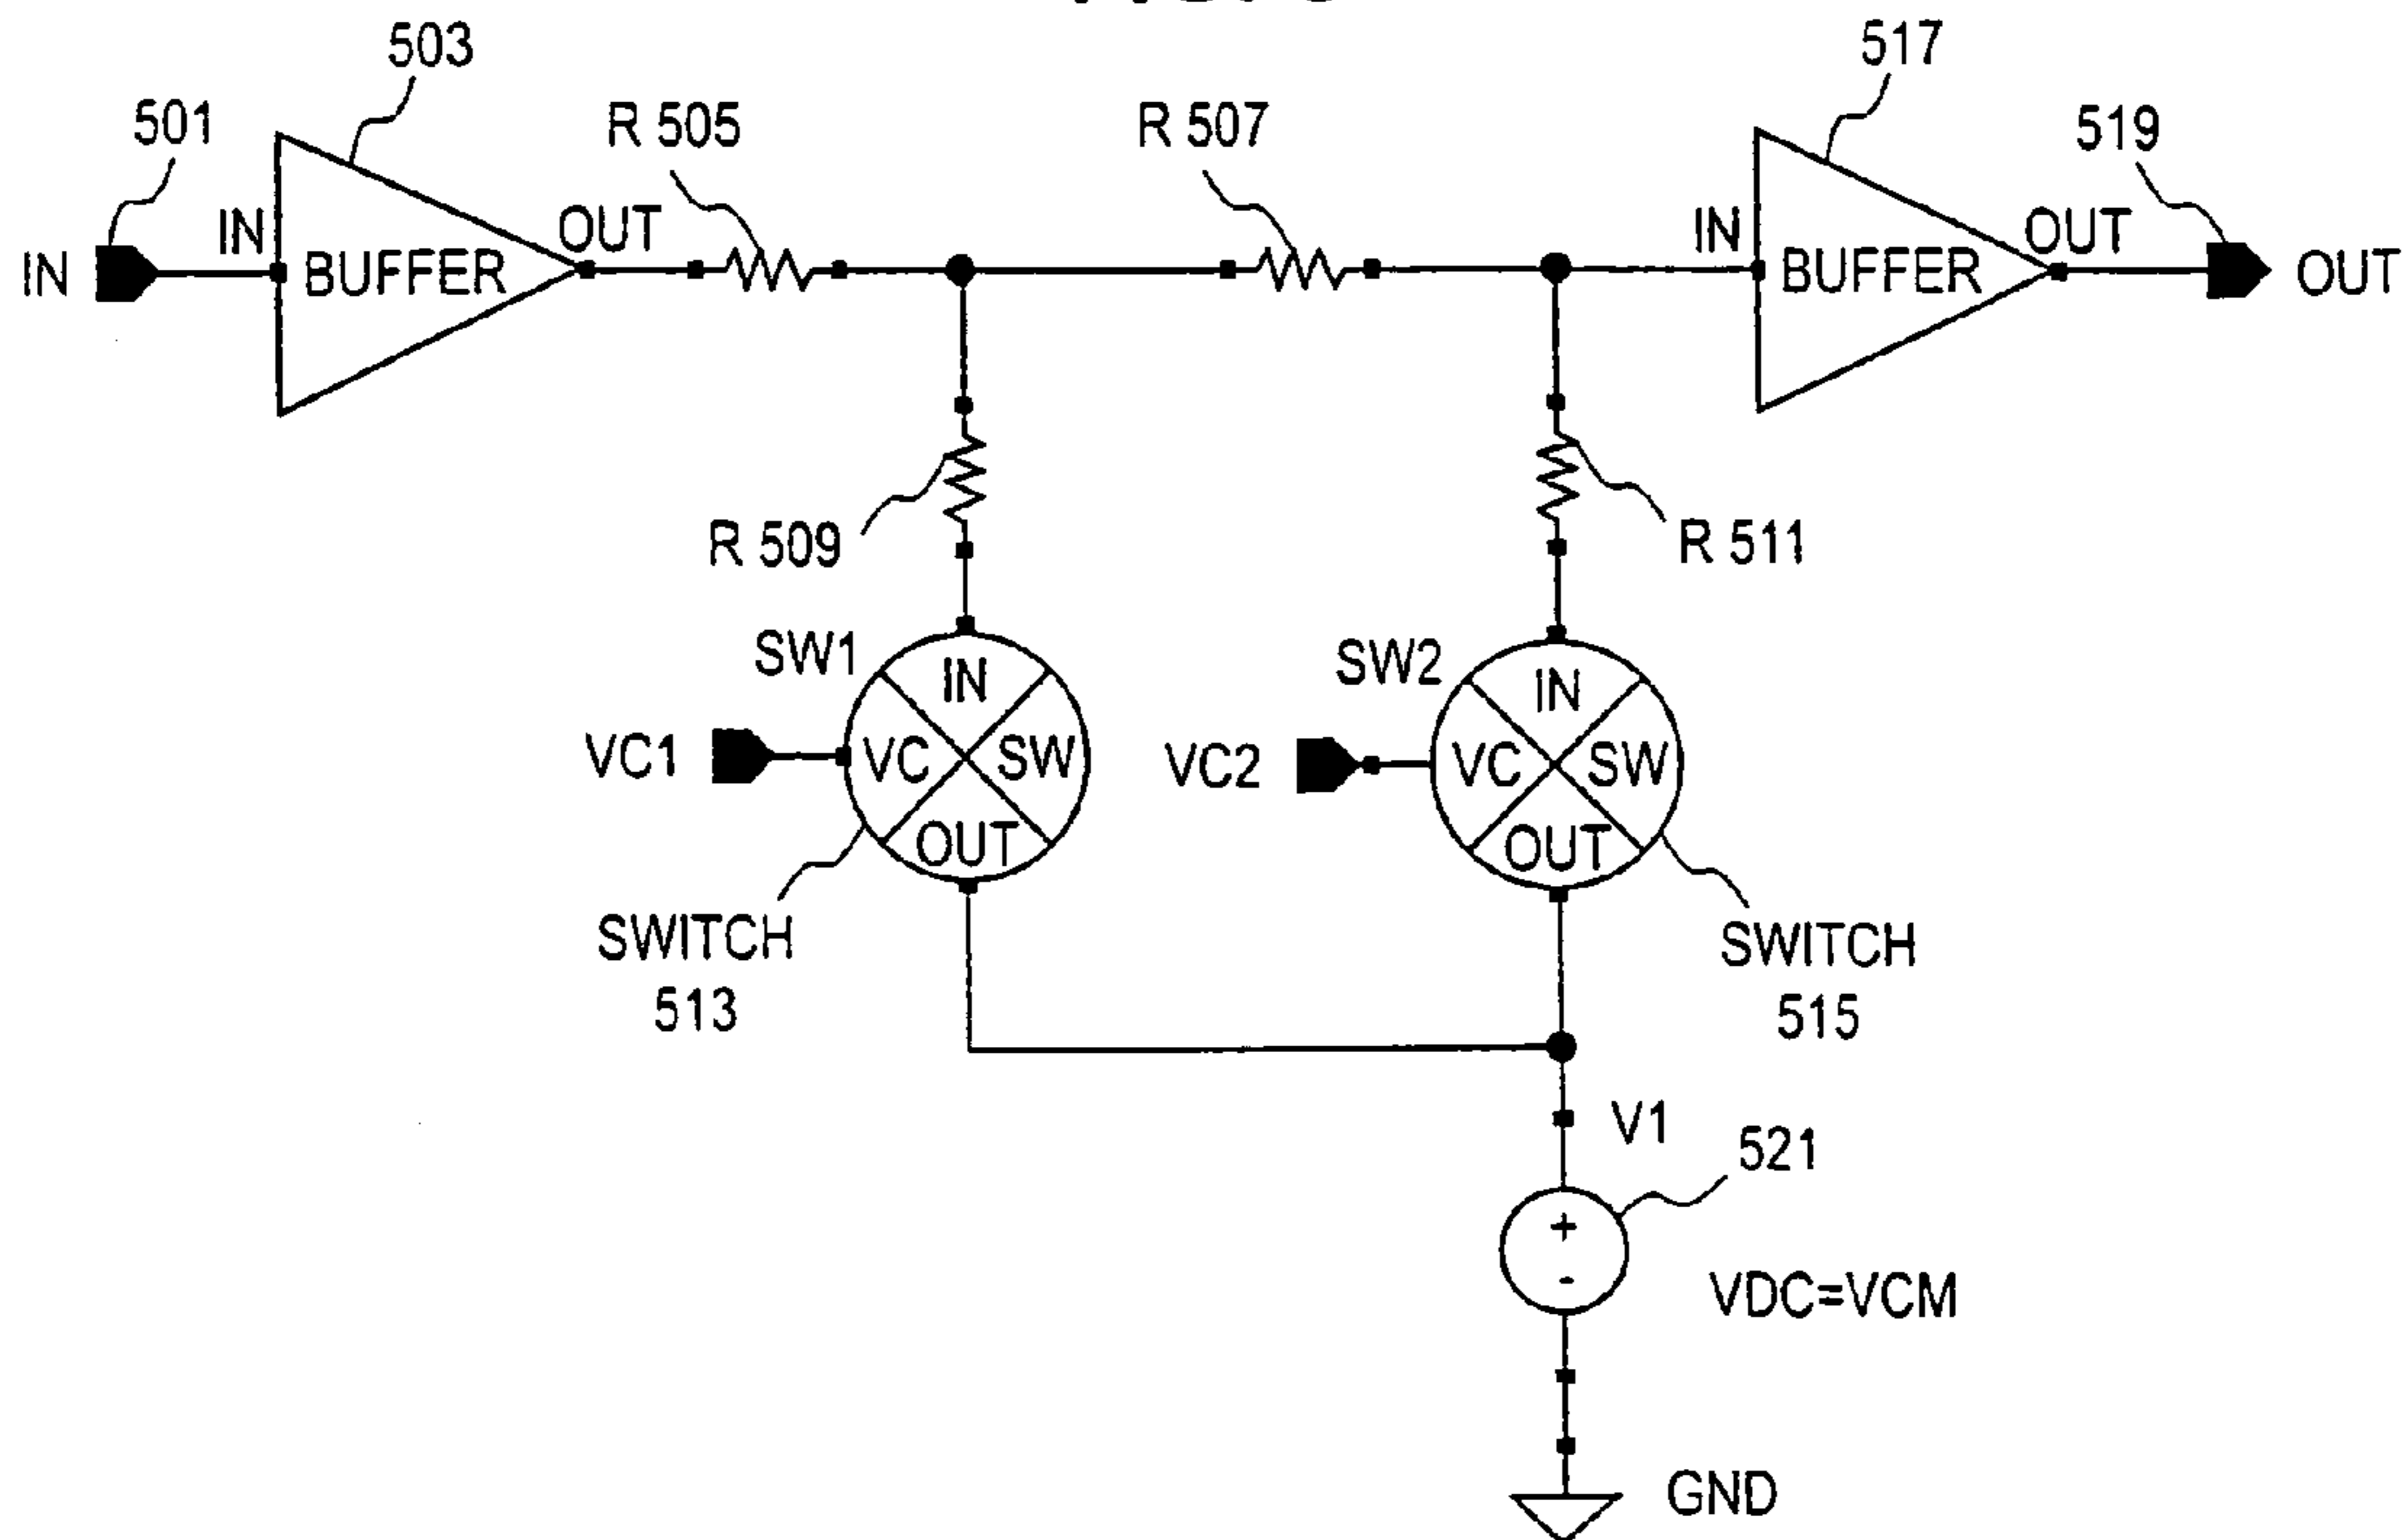 503
517
501
R 505
R 507
519
IN
IN
BUFFER
OUT
IN
BUFFER
OUT
OUT
R 509
R 511
SW1
IN
VC1
VC
SW
OUT
SW2
IN
VC2
VC
SW
OUT
SWITCH
513
SWITCH
515
V1
521
+
-
VDC=VCM
GND